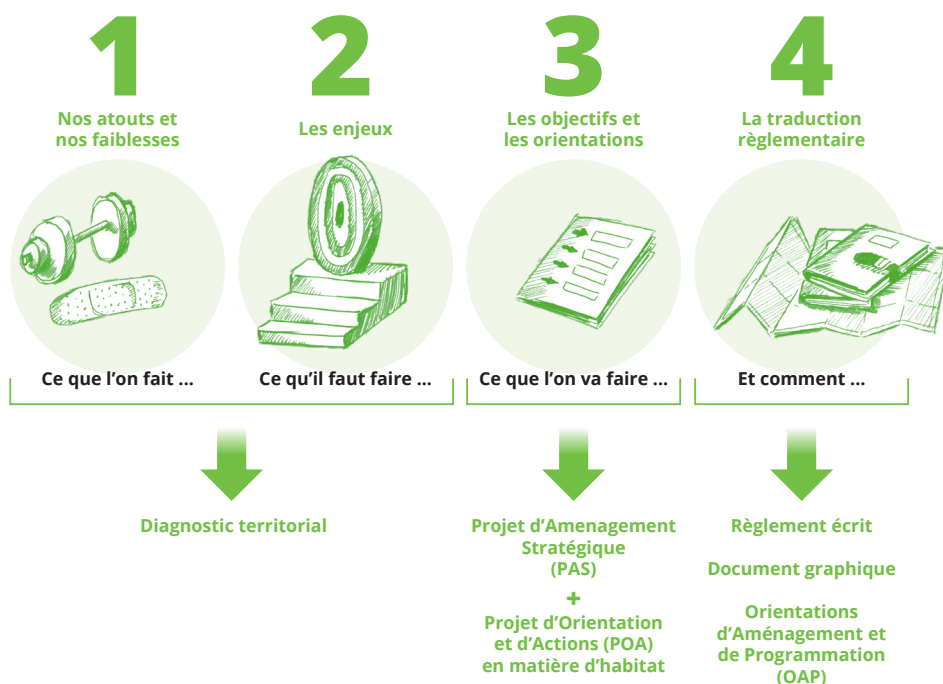 1
Nos atouts et
nos faiblesses
Ce que l'on fait ...
2
Les enjeux
Ce qu'il faut faire ...
3
Les objectifs et
les orientations
Ce que l'on va faire ...
4
La traduction
règlementaire
Et comment ...
Diagnostic territorial
Projet d'Amenagement
Stratégique
(PAS)
+
Projet d'Orientation
et d'Actions (POA)
en matière d'habitat
Règlement écrit
Document graphique
Orientations
d'Aménagement et
de Programmation
(OAP)